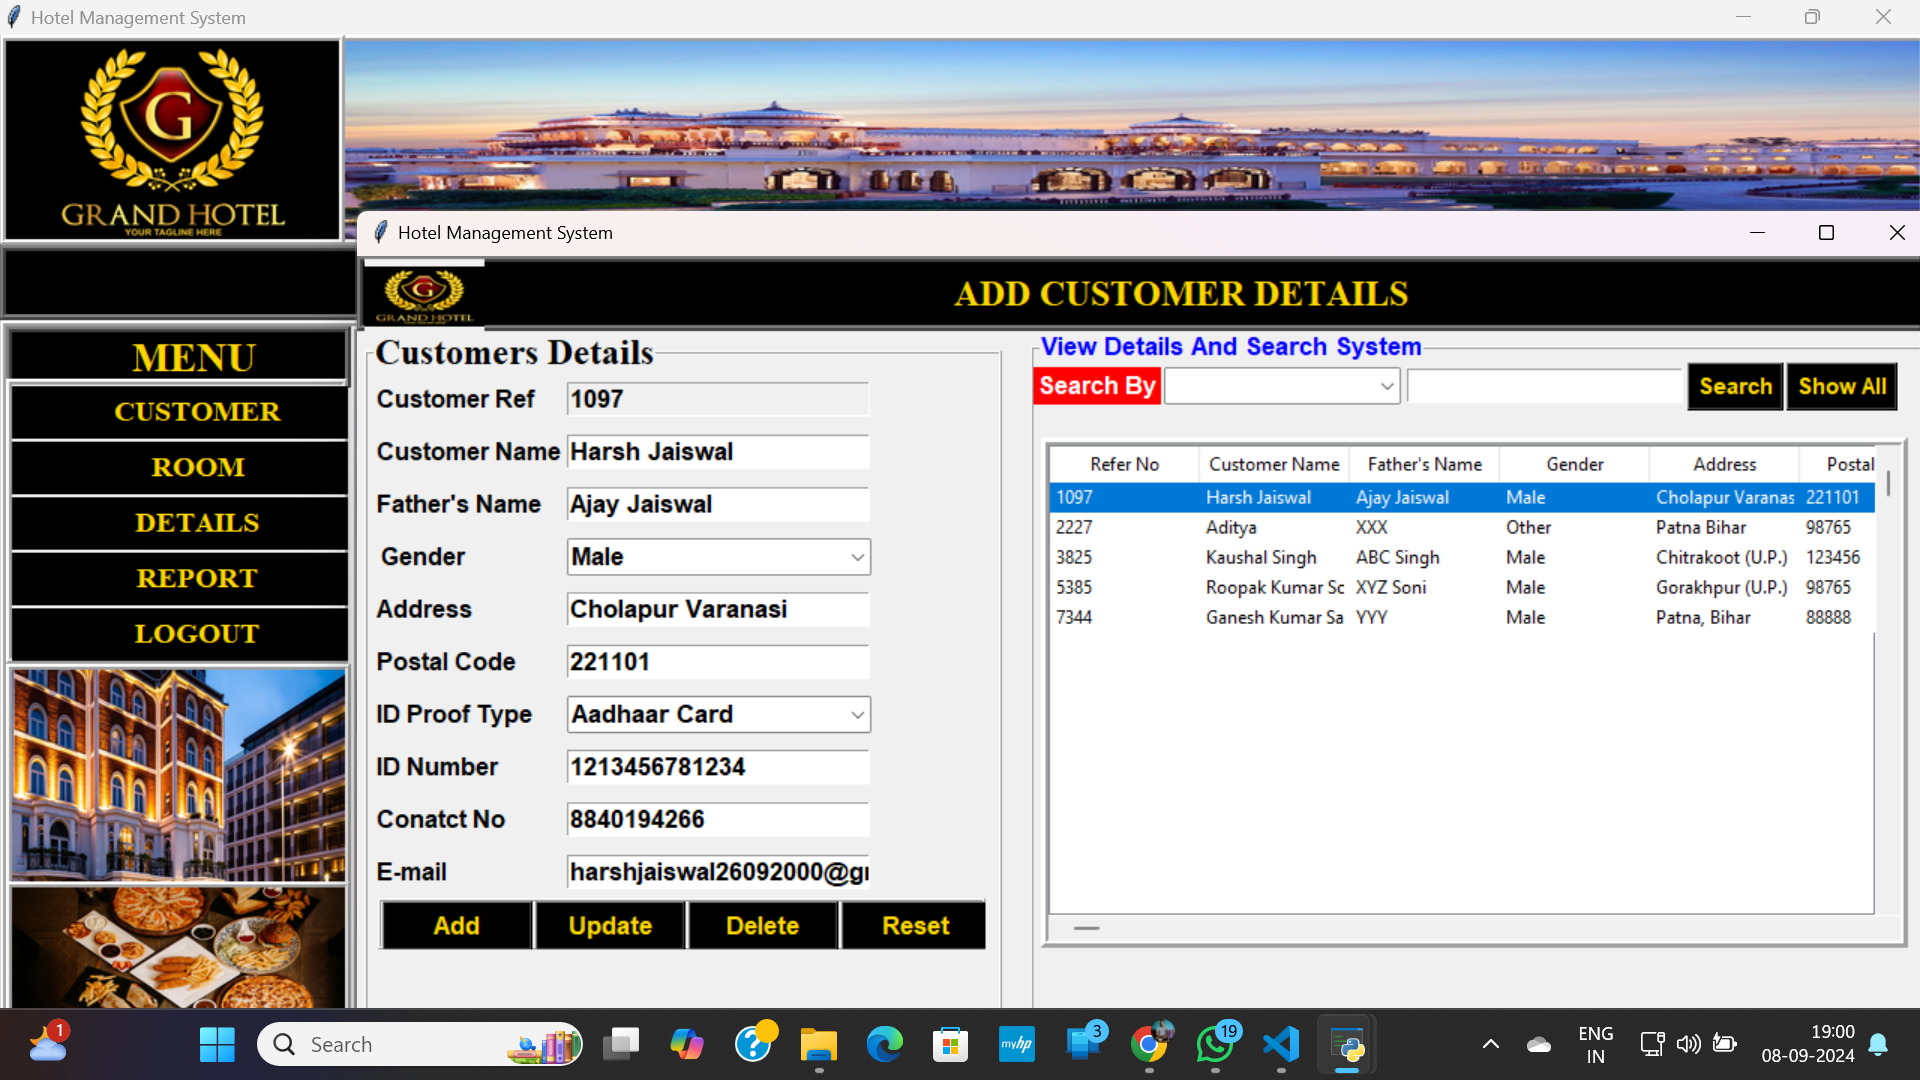 Hotel Management System
G
GRAND HOTEL
YOUR TAGLINE HERE
Hotel Management System
G
GRAND HOTEL
ADD CUSTOMER DETAILS
MENU
CUSTOMER
ROOM
DETAILS
REPORT
LOGOUT
Customers Details
Customer Ref 1097
Customer Name Harsh Jaiswal
Father's Name Ajay Jaiswal
Gender Male
Address Cholapur Varanasi
Postal Code 221101
ID Proof Type Aadhaar Card
ID Number 1213456781234
Conatct No 8840194266
E-mail harshjaiswal26092000@g
Add Update Delete Reset
View Details And Search System
Search By Search Show All
Refer No Customer Name Father's Name Gender Address Postal
1097 Harsh Jaiswal Ajay Jaiswal Male Cholapur Varanas 221101
2227 Aditya XXX Other Patna Bihar 98765
3825 Kaushal Singh ABC Singh Male Chitrakoot (U.P.) 123456
5385 Roopak Kumar Sc XYZ Soni Male Gorakhpur (U.P.) 98765
7344 Ganesh Kumar Sa YYY Male Patna, Bihar 88888
1
Search
?
myhp
3
19
ENG
IN
19:00
08-09-2024